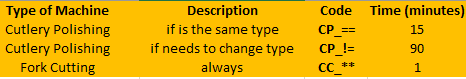 Type of Machine Description Code Time (minutes)
Cutlery Polishing if is the same type CP_== 15
Cutlery Polishing if needs to change type CP_!= 90
Fork Cutting always CC_** 1